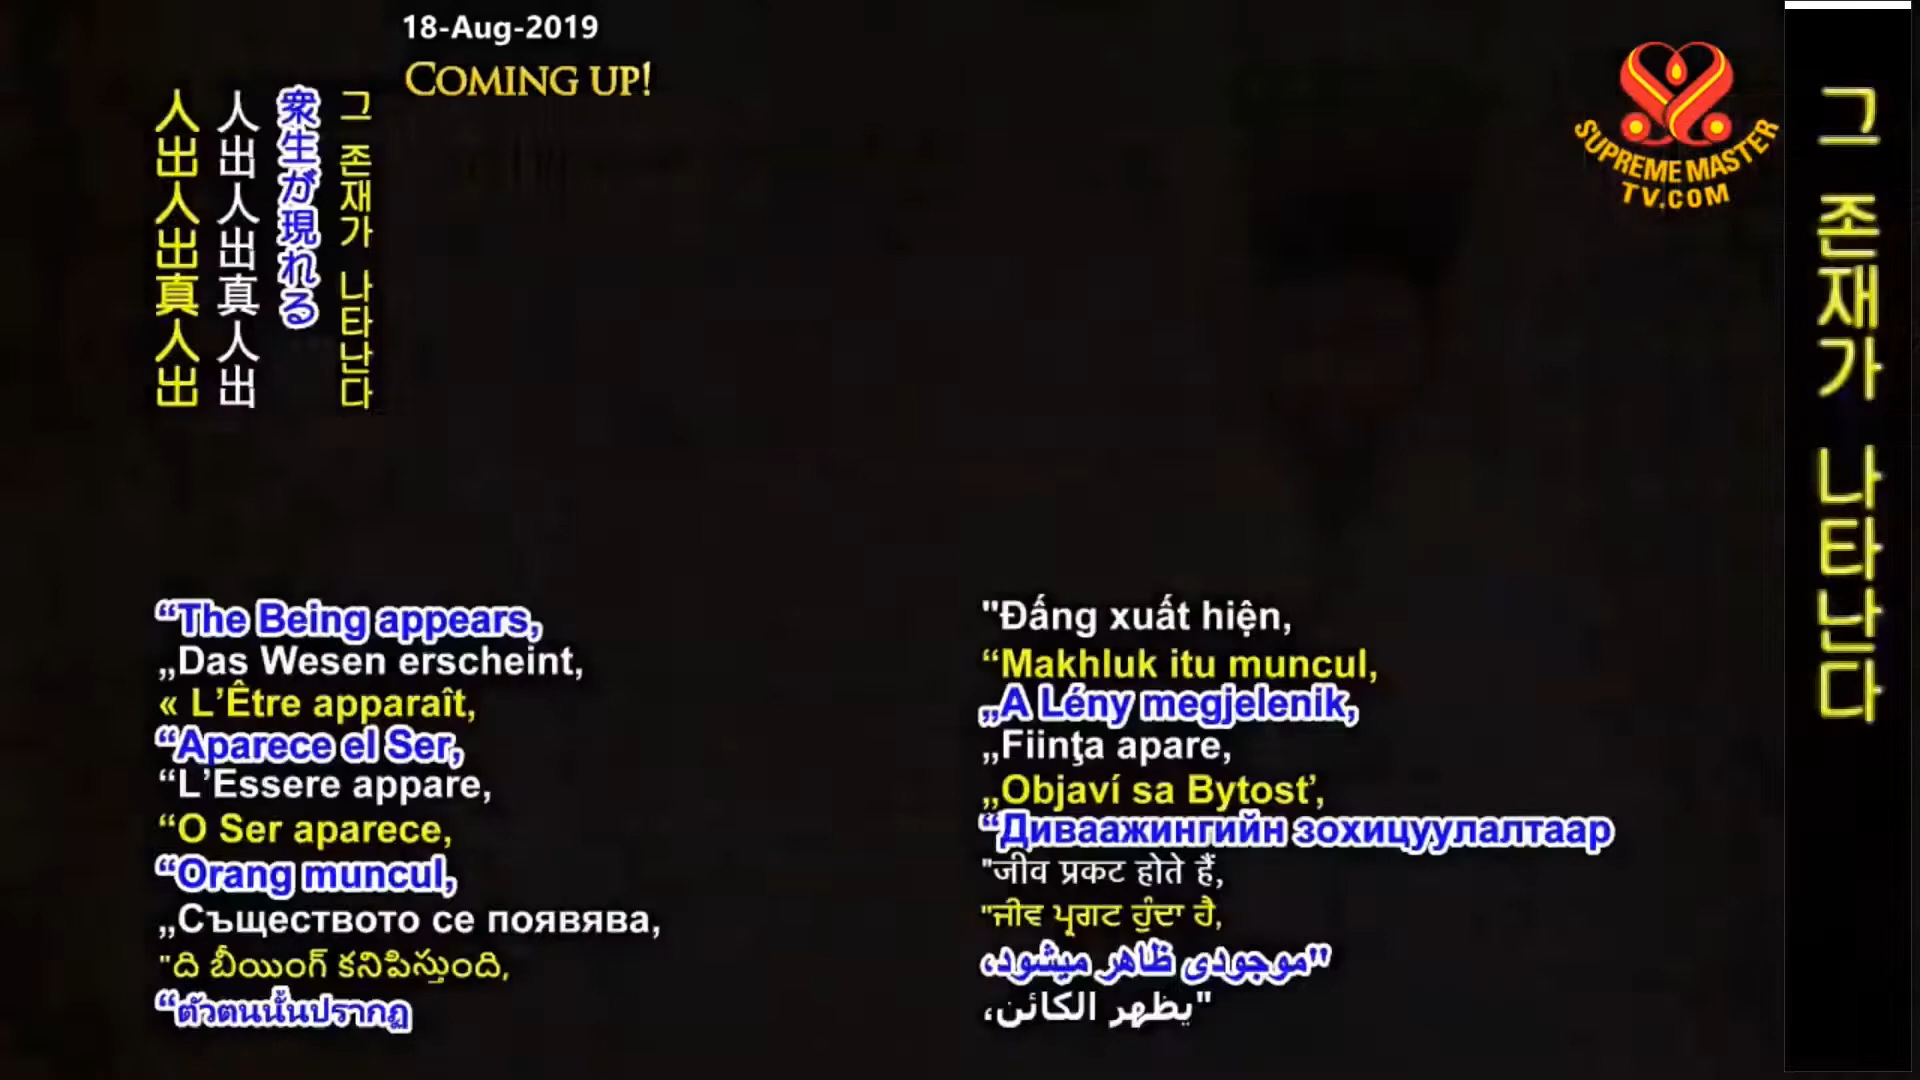 18-Aug-2019
COMING UP!
人出人出真人出
人出人出真人出
衆生が現れる
그 존재가 나타난다
SUPREME MASTER
TV.COM
그 존재가 나타난다
“The Being appears,
„Das Wesen erscheint,
« L’Être apparaît,
“Aparece el Ser,
“L’Essere appare,
“O Ser aparece,
“Orang muncul,
„Съществото се появява,
"ది బీయింగ్ కనిపిస్తుంది,
“ตัวตนนั้นปรากฏ
"Đấng xuất hiện,
“Makhluk itu muncul,
„A Lény megjelenik,
„Fiinţa apare,
„Objaví sa Bytosť,
“Диваажингийн зохицуулалтаар
"जीव प्रकट होते हैं,
"ਜੀਵ ਪ੍ਰਗਟ ਹੁੰਦਾ ਹੈ,
"موجودی ظاهر میشود،
"يظهر الكائن،